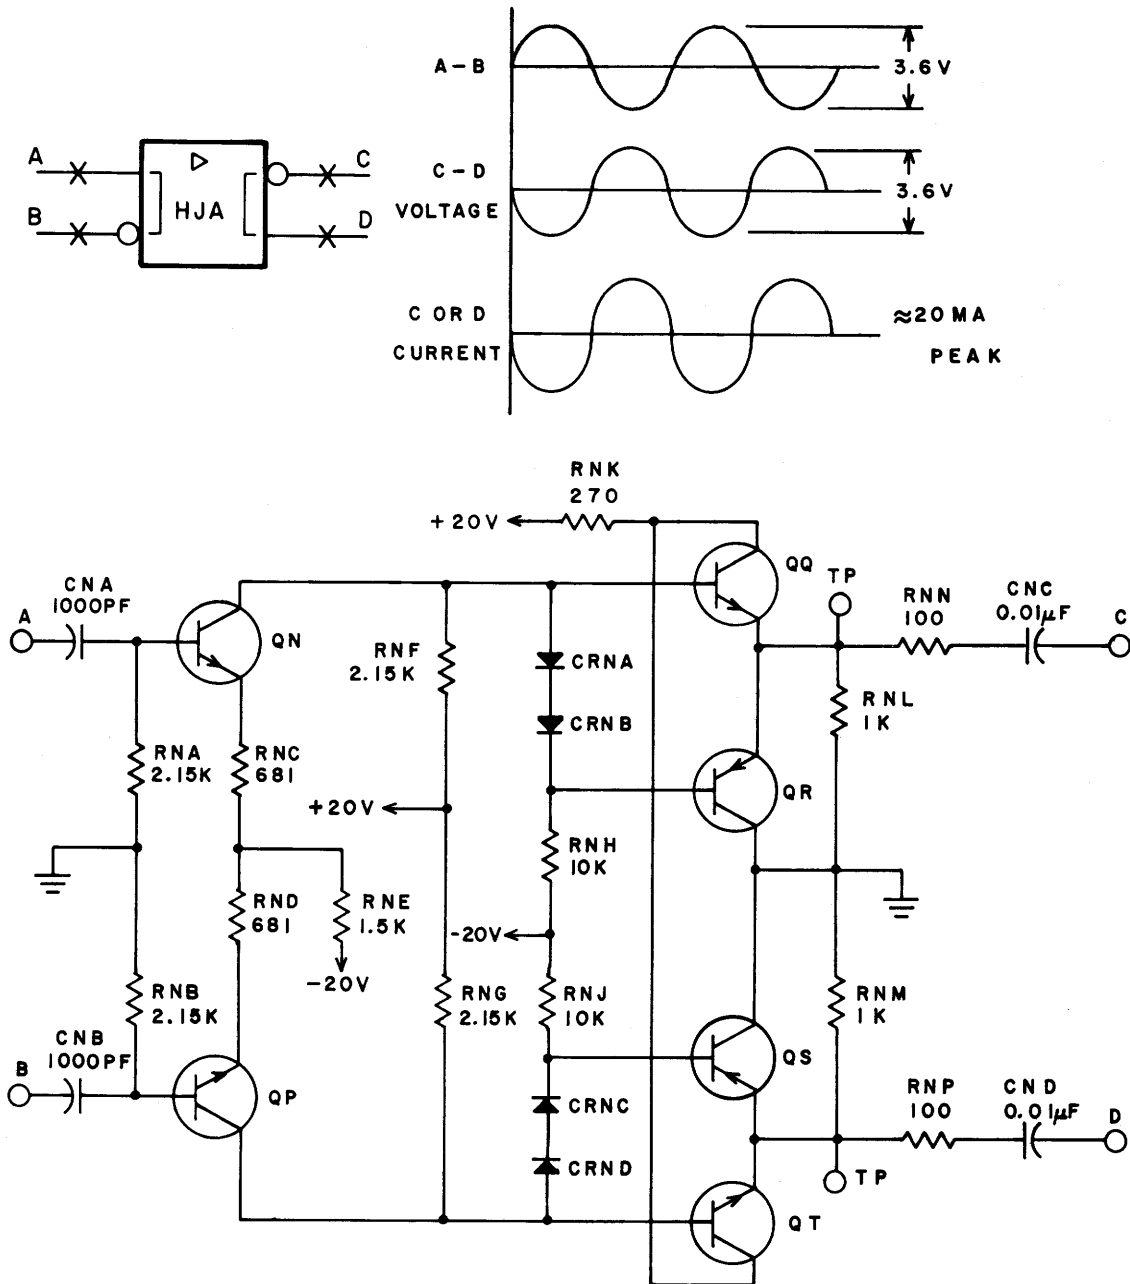 A
B
HJA
C
D
A-B
3.6V
C-D
VOLTAGE
3.6V
C OR D
CURRENT
≈20 MA
PEAK
RNK
270
+20V
QQ
TP
RNN
100
CNC
0.01µF
C
CNA
1000PF
A
QN
RNF
2.15K
CRNA
CRNB
RNL
1K
RNA
2.15K
RNC
681
+20V
QR
RNH
10K
RND
681
RNE
1.5K
-20V
-20V
RNB
2.15K
RNG
2.15K
RNJ
10K
RNM
1K
CNB
1000PF
B
QP
QS
CRNC
CRND
RNP
100
CND
0.01µF
D
TP
QT